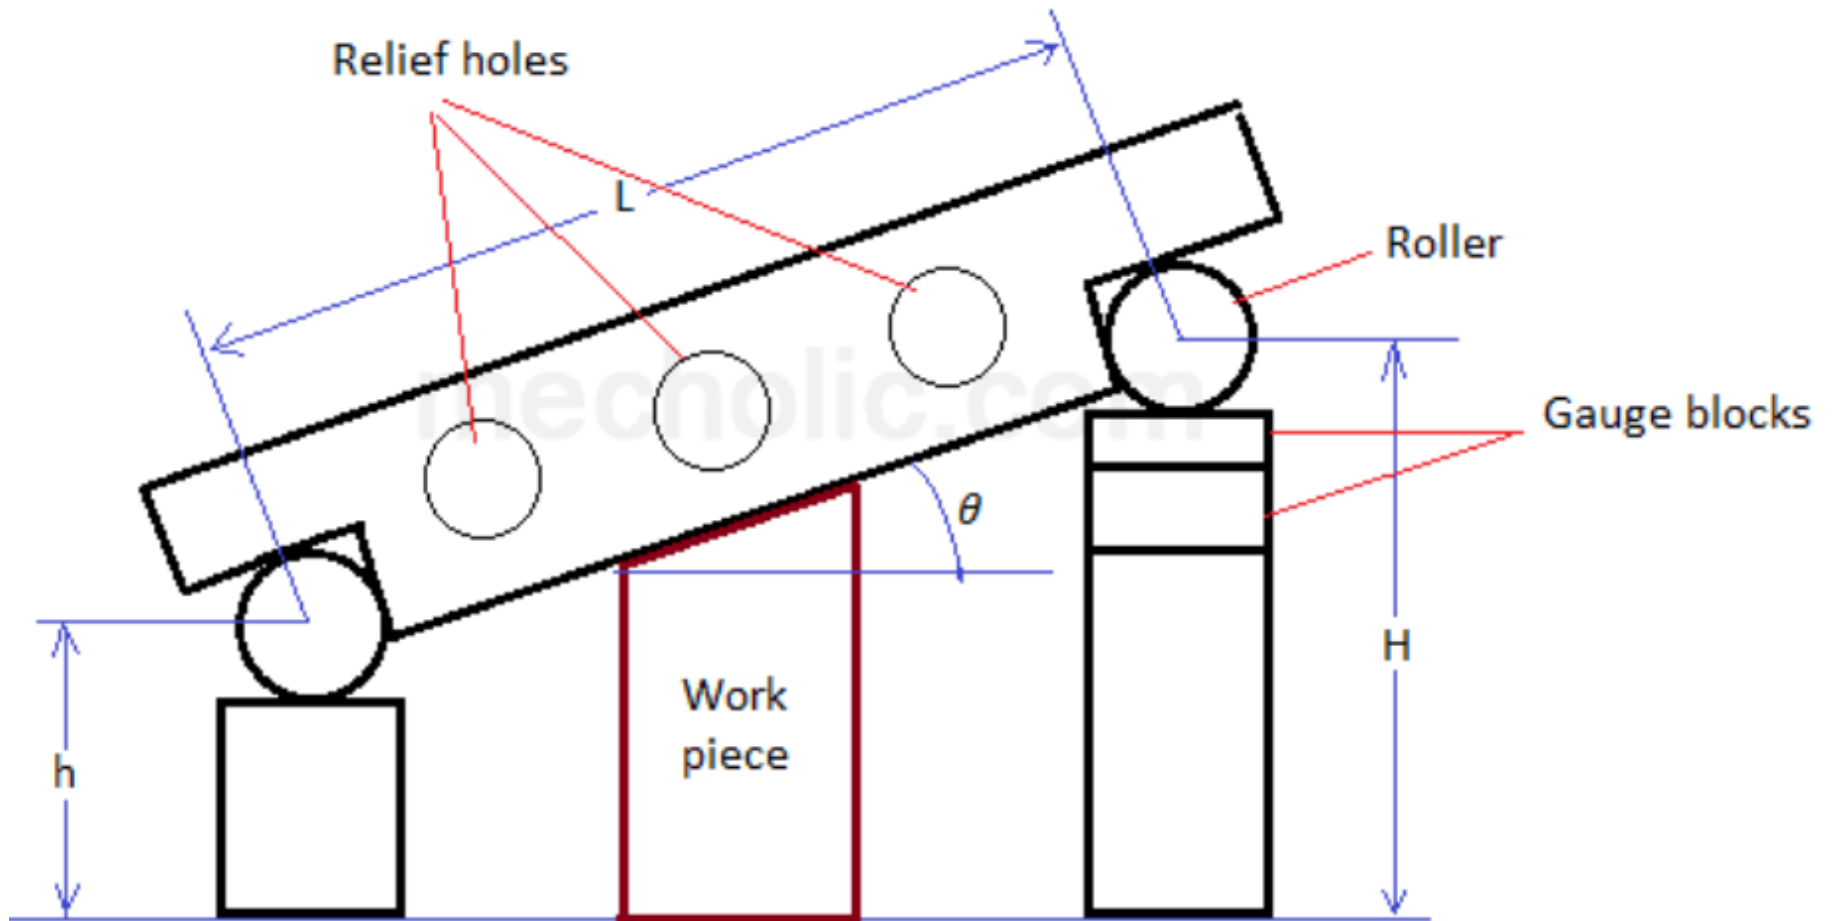 Relief holes
L
Roller
mecholic.com
Gauge blocks
θ
H
Work
piece
h